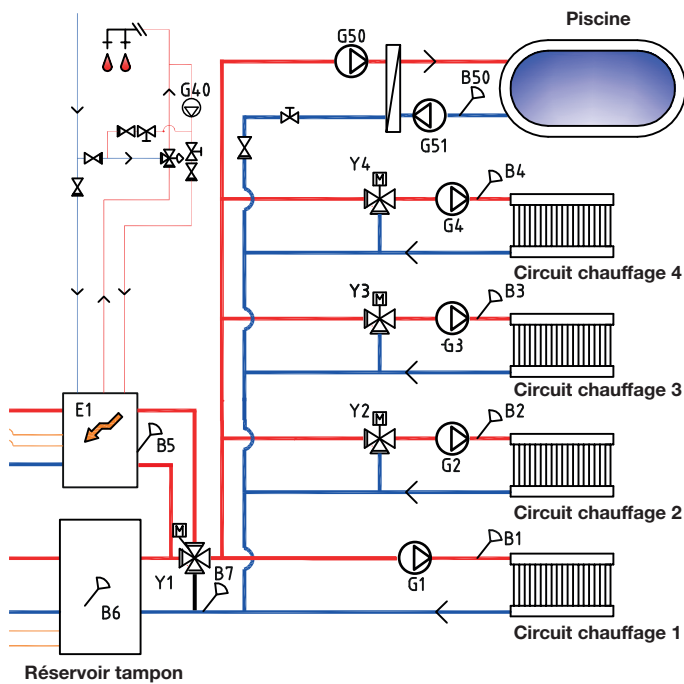 Piscine
G50
G40
B50
G51
Y4
M
B4
G4
Circuit chauffage 4
Y3
M
B3
G3
Circuit chauffage 3
E1
Y2
M
B2
B5
G2
Circuit chauffage 2
M
B1
Y1
B7
G1
B6
Circuit chauffage 1
Réservoir tampon